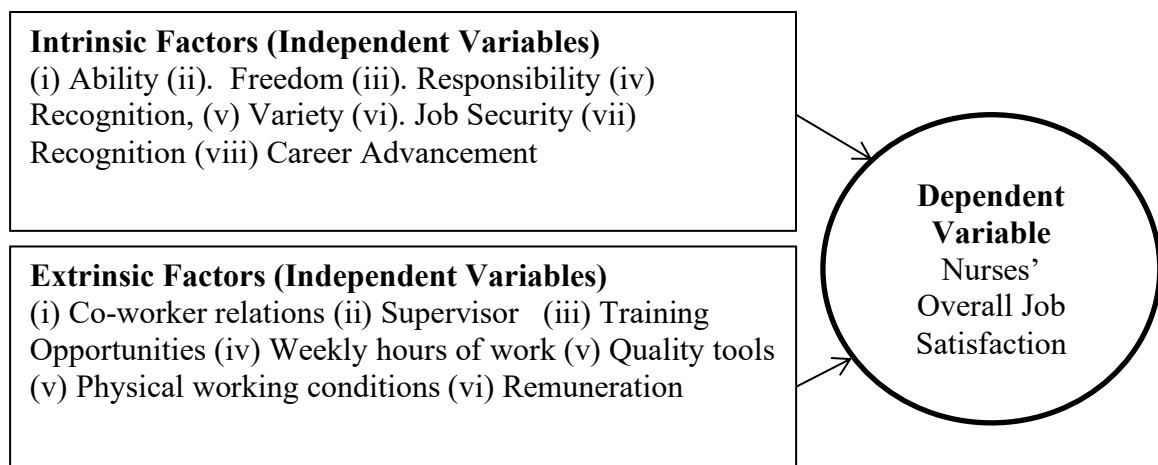 Intrinsic Factors (Independent Variables)
(i) Ability (ii).  Freedom (iii). Responsibility (iv)
Recognition, (v) Variety (vi). Job Security (vii)
Recognition (viii) Career Advancement
Extrinsic Factors (Independent Variables)
(i) Co-worker relations (ii) Supervisor   (iii) Training
Opportunities (iv) Weekly hours of work (v) Quality tools
(v) Physical working conditions (vi) Remuneration
Dependent
Variable
Nurses’
Overall Job
Satisfaction